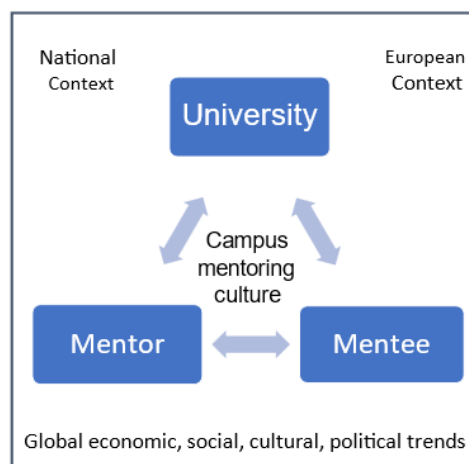 National
Context
European
Context
University
Campus
mentoring
culture
Mentor
Mentee
Global economic, social, cultural, political trends